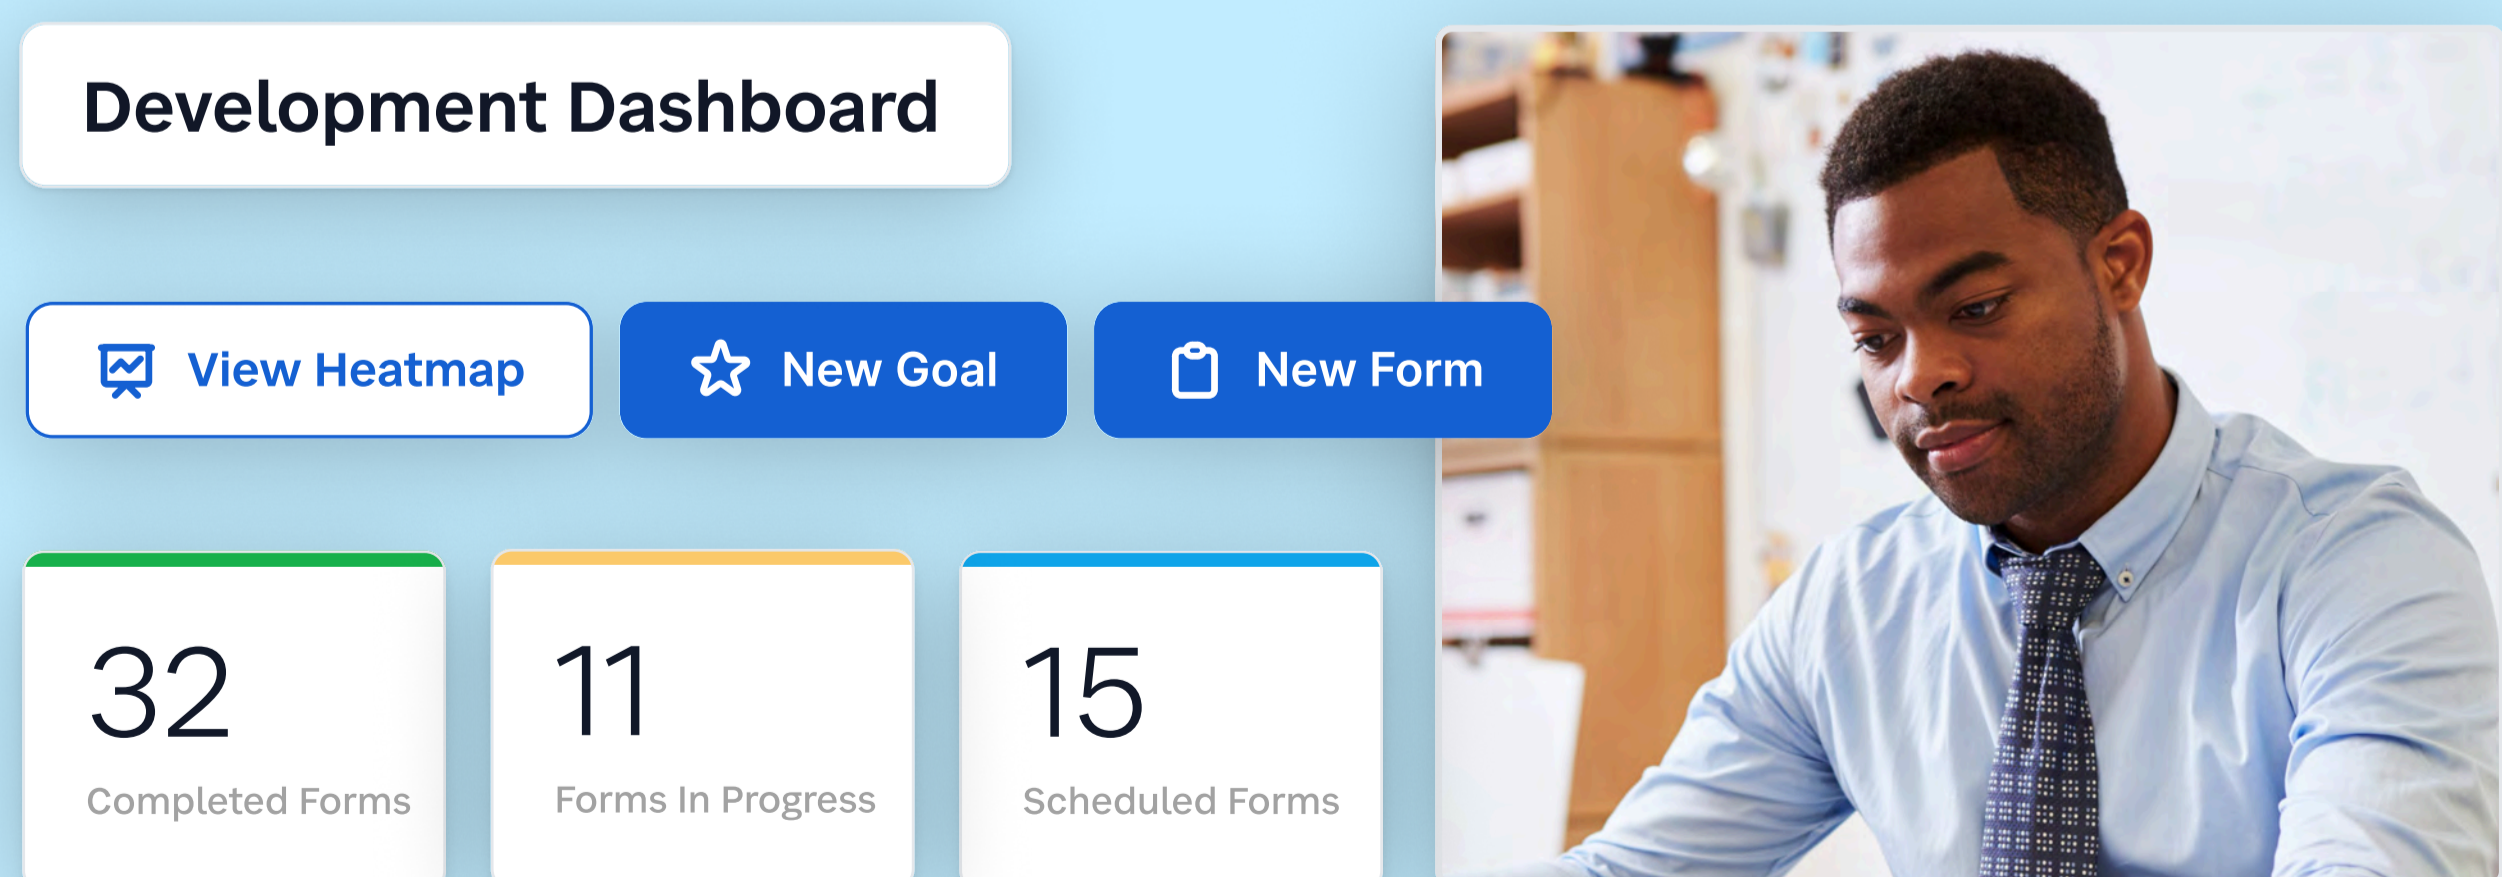 Development Dashboard
View Heatmap
New Goal
New Form
32
Completed Forms
11
Forms In Progress
15
Scheduled Forms